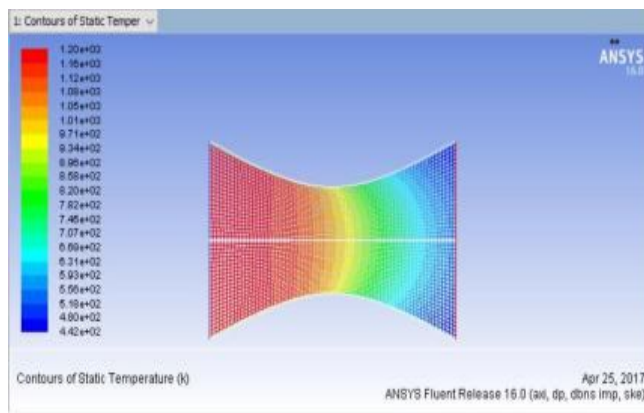 1: Contours of Static Temper
1.20e+03
1.16e+03
1.12e+03
1.08e+03
1.05e+03
1.01e+03
9.71e+02
9.34e+02
8.96e+02
8.58e+02
8.20e+02
7.82e+02
7.45e+02
7.07e+02
6.69e+02
6.31e+02
5.93e+02
5.56e+02
5.18e+02
4.80e+02
4.42e+02
ANSYS
16.0
Contours of Static Temperature (k)
Apr 25, 2017
ANSYS Fluent Release 16.0 (axi, dp, dbns imp, ske)